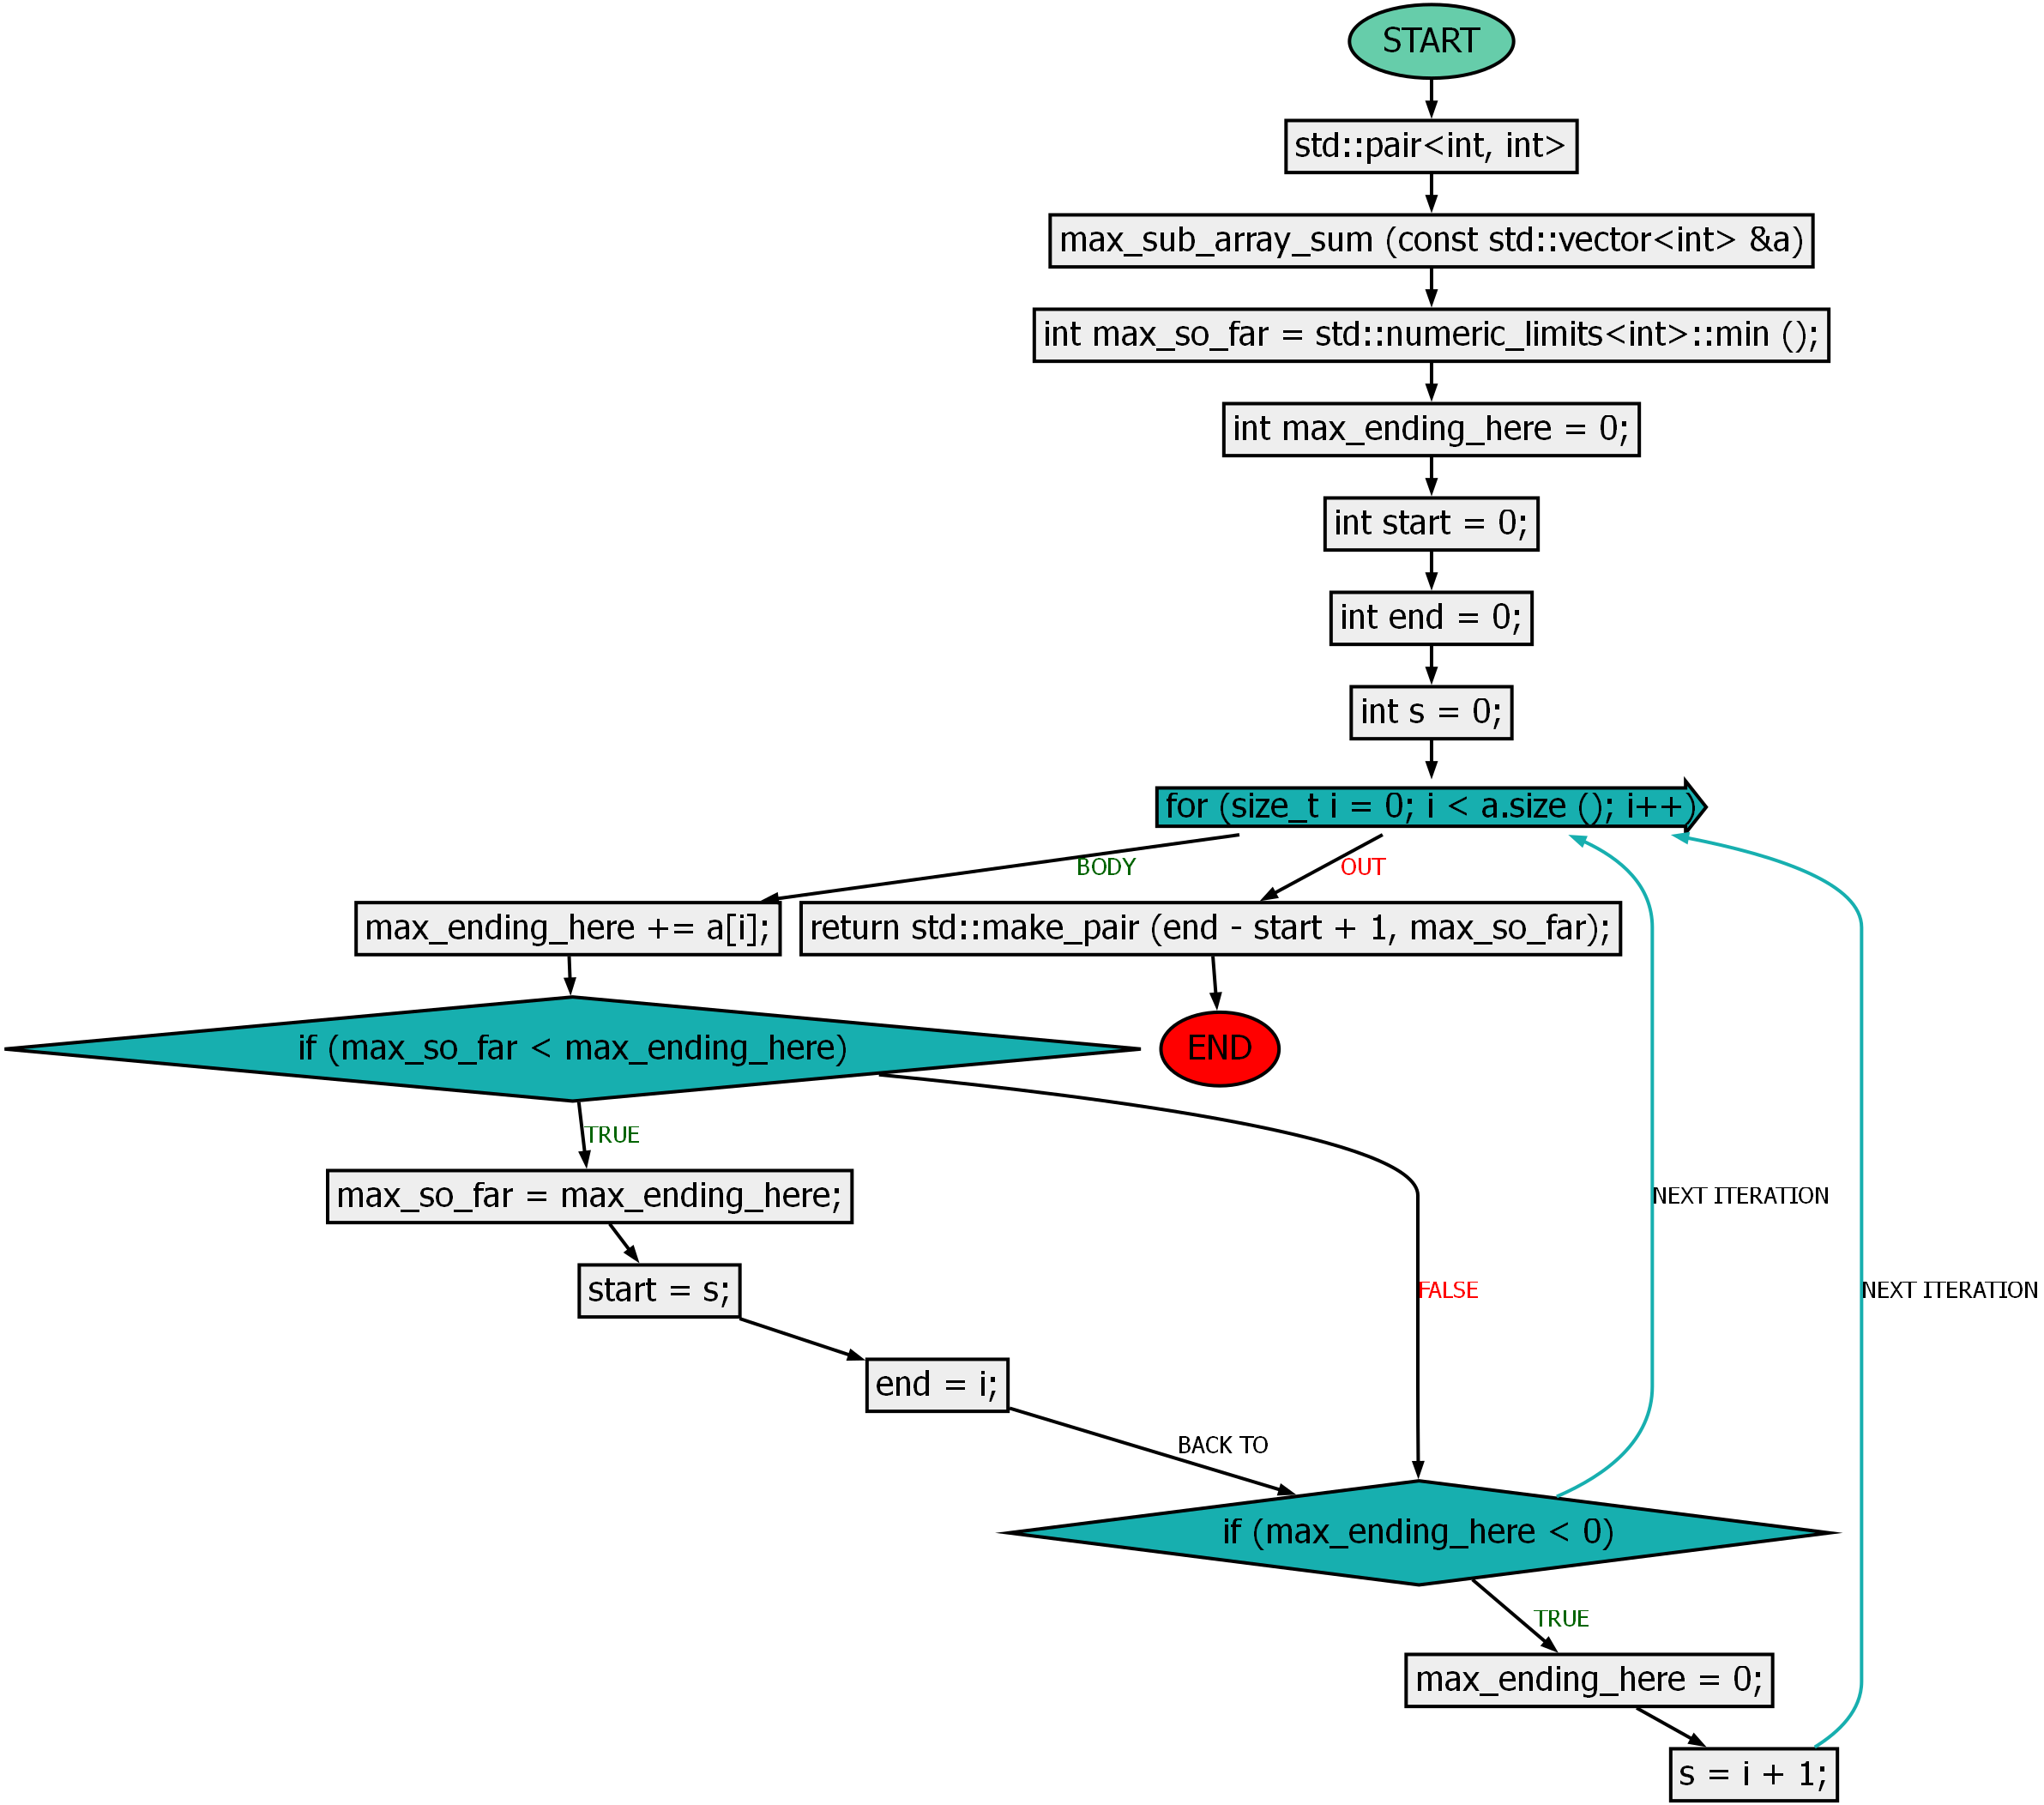 START
std::pair<int, int>
max_sub_array_sum (const std::vector<int> &a)
int max_so_far = std::numeric_limits<int>::min ();
int max_ending_here = 0;
int start = 0;
int end = 0;
int s = 0;
for (size_t i = 0; i < a.size (); i++)
BODY
OUT
max_ending_here += a[i];
return std::make_pair (end - start + 1, max_so_far);
if (max_so_far < max_ending_here)
END
TRUE
max_so_far = max_ending_here;
NEXT ITERATION
start = s;
FALSE
NEXT ITERATION
end = i;
BACK TO
if (max_ending_here < 0)
TRUE
max_ending_here = 0;
s = i + 1;